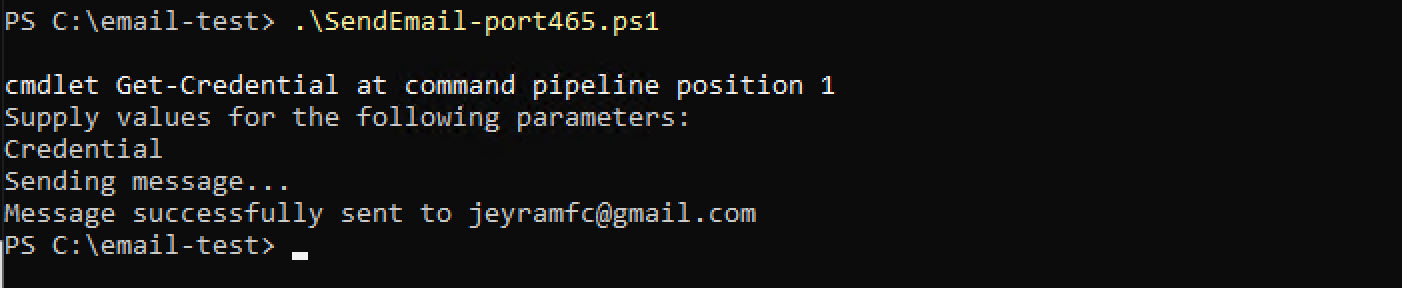 PS C:\email-test> .\SendEmail-port465.ps1
cmdlet Get-Credential at command pipeline position 1
Supply values for the following parameters:
Credential
Sending message...
Message successfully sent to jeyramfc@gmail.com
PS C:\email-test>